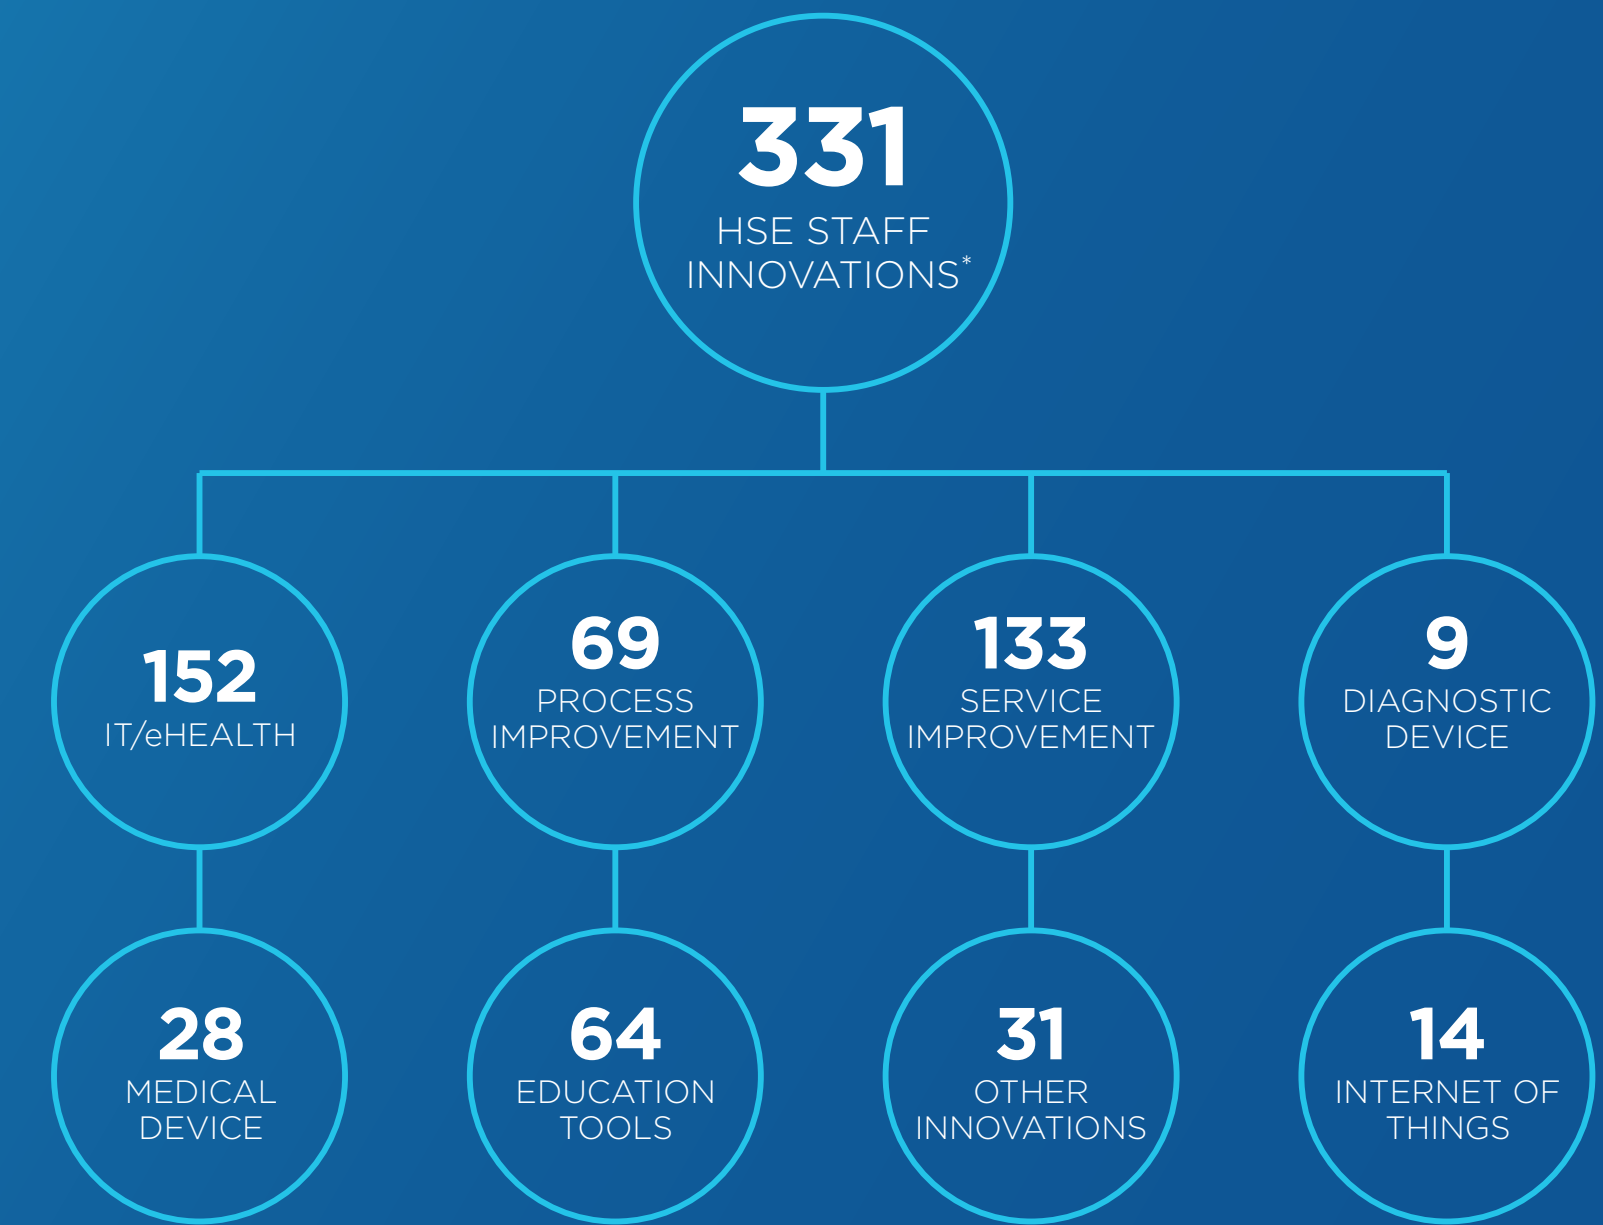 331
HSE STAFF
INNOVATIONS*
152
IT/eHEALTH
69
PROCESS
IMPROVEMENT
133
SERVICE
IMPROVEMENT
9
DIAGNOSTIC
DEVICE
28
MEDICAL
DEVICE
64
EDUCATION
TOOLS
31
OTHER
INNOVATIONS
14
INTERNET OF
THINGS